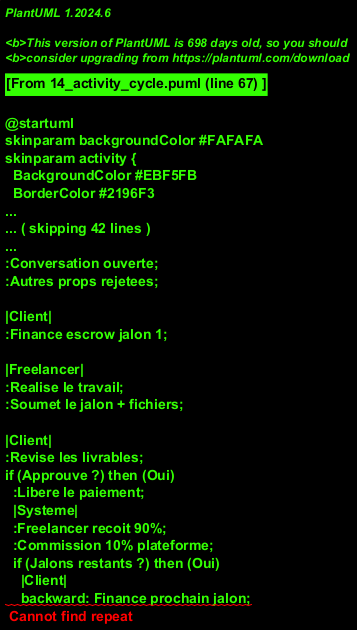 PlantUML 1.2024.6
<b>This version of PlantUML is 698 days old, so you should
<b>consider upgrading from https://plantuml.com/download
[From 14_activity_cycle.puml (line 67) ]
@startuml
skinparam backgroundColor #FAFAFA
skinparam activity {
BackgroundColor #EBF5FB
BorderColor #2196F3
...
... ( skipping 42 lines )
...
:Conversation ouverte;
:Autres props rejetees;
|Client|
:Finance escrow jalon 1;
|Freelancer|
:Realise le travail;
:Soumet le jalon + fichiers;
|Client|
:Revise les livrables;
if (Approuve ?) then (Oui)
:Libere le paiement;
|Systeme|
:Freelancer recoit 90%;
:Commission 10% plateforme;
if (Jalons restants ?) then (Oui)
|Client|
backward: Finance prochain jalon;
Cannot find repeat